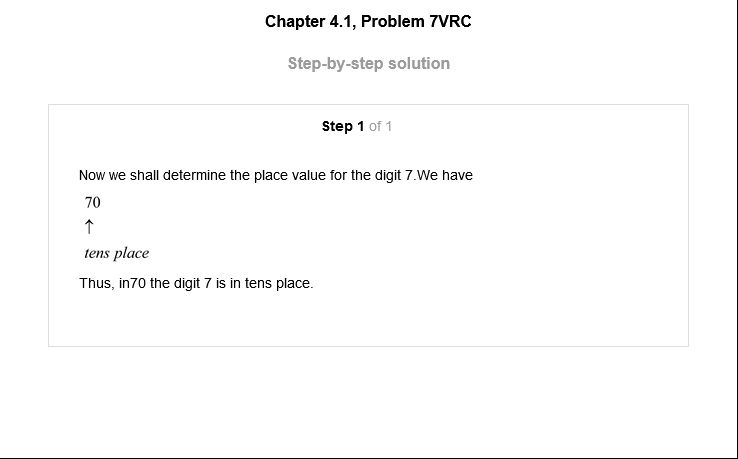 Chapter 4.1, Problem 7VRC
Step-by-step solution
Step 1 of 1
Now we shall determine the place value for the digit 7.We have
70
↑
tens place
Thus, in70 the digit 7 is in tens place.